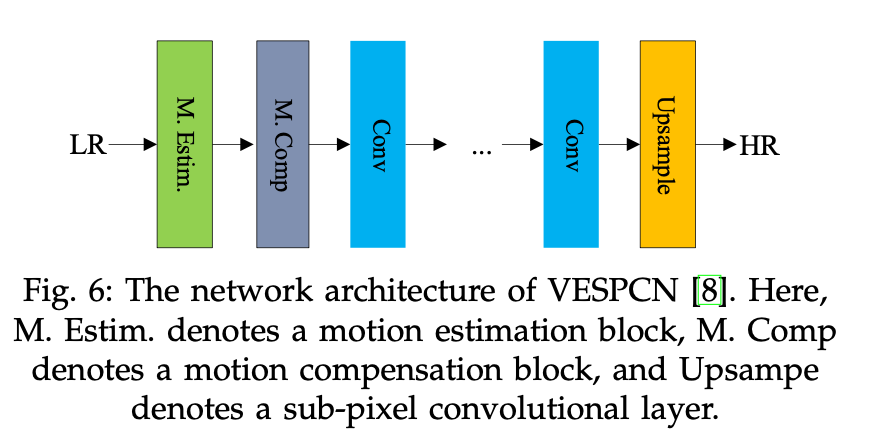 LR
M. Estim.
M. Comp
Conv
...
Conv
Upsample
HR
Fig. 6: The network architecture of VESPCN [8]. Here,
M. Estim. denotes a motion estimation block, M. Comp
denotes a motion compensation block, and Upsampe
denotes a sub-pixel convolutional layer.